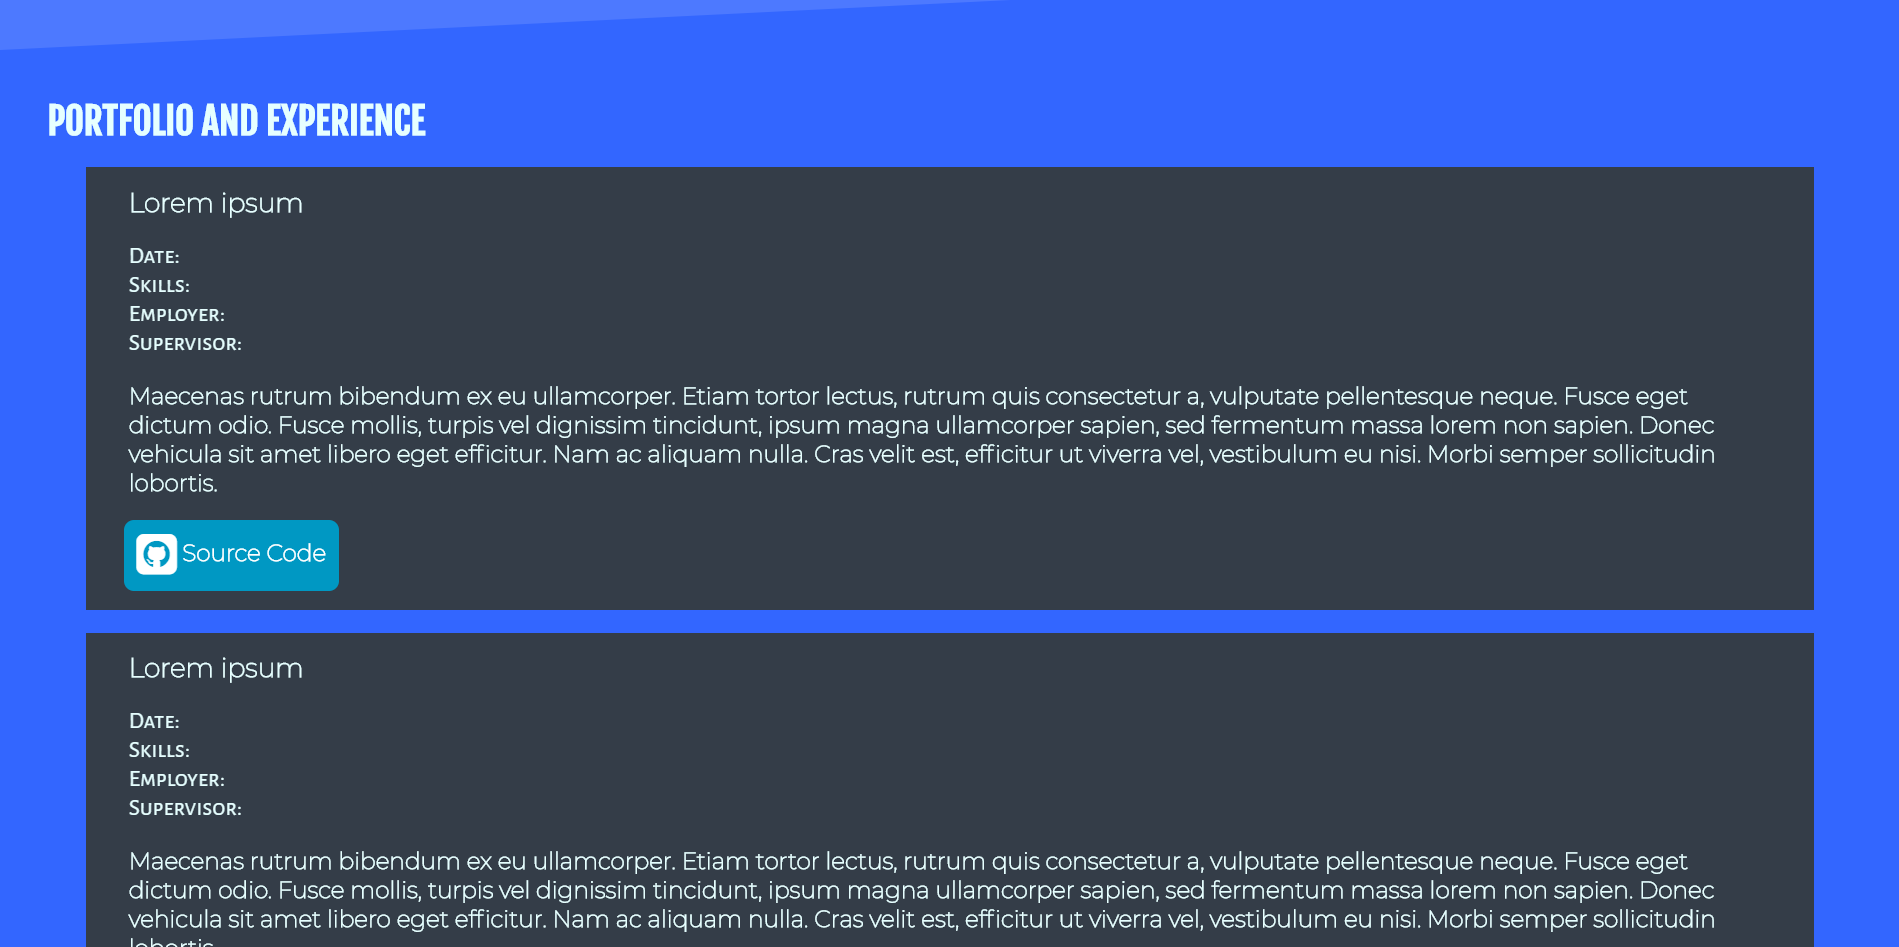 PORTFOLIO AND EXPERIENCE
Lorem ipsum
Date:
Skills:
Employer:
Supervisor:
Maecenas rutrum bibendum ex eu ullamcorper. Etiam tortor lectus, rutrum quis consectetur a, vulputate pellentesque neque. Fusce eget
dictum odio. Fusce mollis, turpis vel dignissim tincidunt, ipsum magna ullamcorper sapien, sed fermentum massa lorem non sapien. Donec
vehicula sit amet libero eget efficitur. Nam ac aliquam nulla. Cras velit est, efficitur ut viverra vel, vestibulum eu nisi. Morbi semper sollicitudin
lobortis.
Source Code
Lorem ipsum
Date:
Skills:
Employer:
Supervisor:
Maecenas rutrum bibendum ex eu ullamcorper. Etiam tortor lectus, rutrum quis consectetur a, vulputate pellentesque neque. Fusce eget
dictum odio. Fusce mollis, turpis vel dignissim tincidunt, ipsum magna ullamcorper sapien, sed fermentum massa lorem non sapien. Donec
vehicula sit amet libero eget efficitur. Nam ac aliquam nulla. Cras velit est, efficitur ut viverra vel, vestibulum eu nisi. Morbi semper sollicitudin
lobortis.